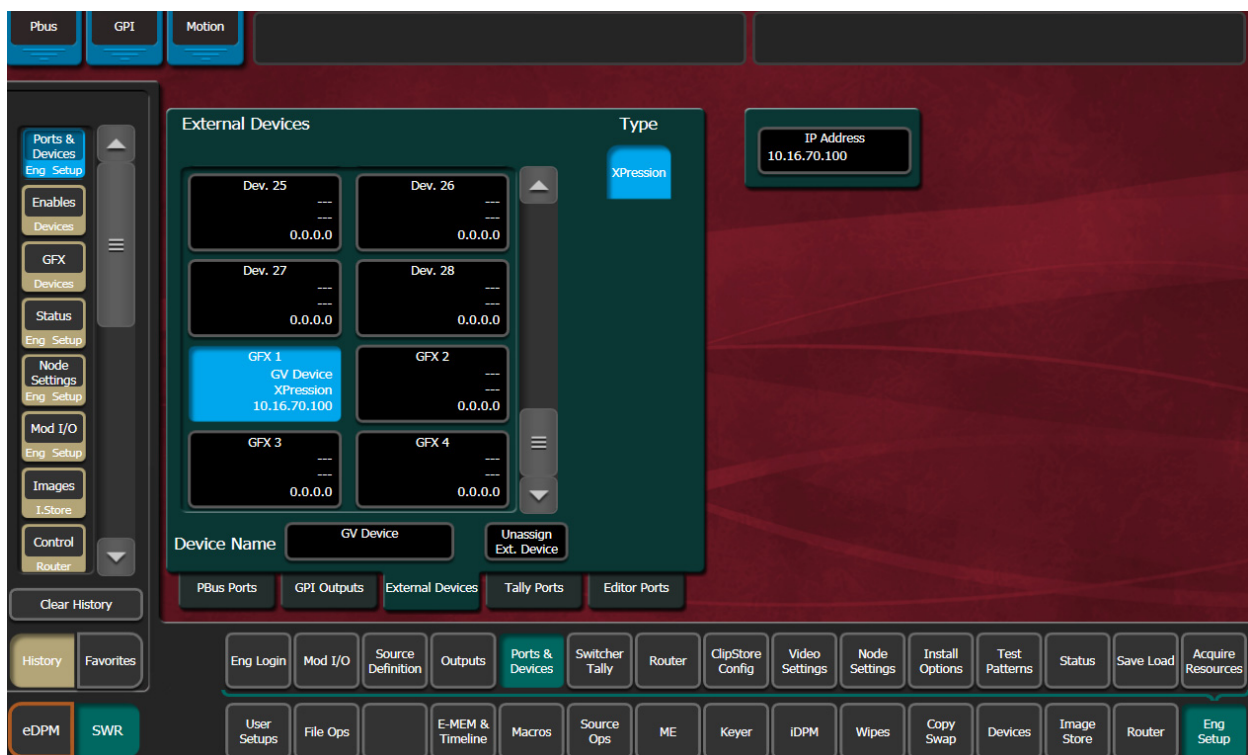 Pbus
GPI
Motion
Ports &
Devices
Eng Setup
Enables
Devices
GFX
Devices
Status
Eng Setup
Node
Settings
Eng Setup
Mod I/O
Eng Setup
Images
I.Store
Control
Router
Clear History
History
Favorites
eDPM
SWR
External Devices
Type
XPression
Dev. 25
---
---
0.0.0.0
Dev. 26
---
---
0.0.0.0
Dev. 27
---
---
0.0.0.0
Dev. 28
---
---
0.0.0.0
GFX 1
GV Device
XPression
10.16.70.100
GFX 2
---
---
0.0.0.0
GFX 3
---
---
0.0.0.0
GFX 4
---
---
0.0.0.0
Device Name
GV Device
Unassign
Ext. Device
PBus Ports
GPI Outputs
External Devices
Tally Ports
Editor Ports
IP Address
10.16.70.100
Eng Login
Mod I/O
Source
Definition
Outputs
Ports &
Devices
Switcher
Tally
Router
ClipStore
Config
Video
Settings
Node
Settings
Install
Options
Test
Patterns
Status
Save Load
Acquire
Resources
User
Setups
File Ops
E-MEM &
Timeline
Macros
Source
Ops
ME
Keyer
iDPM
Wipes
Copy
Swap
Devices
Image
Store
Router
Eng
Setup